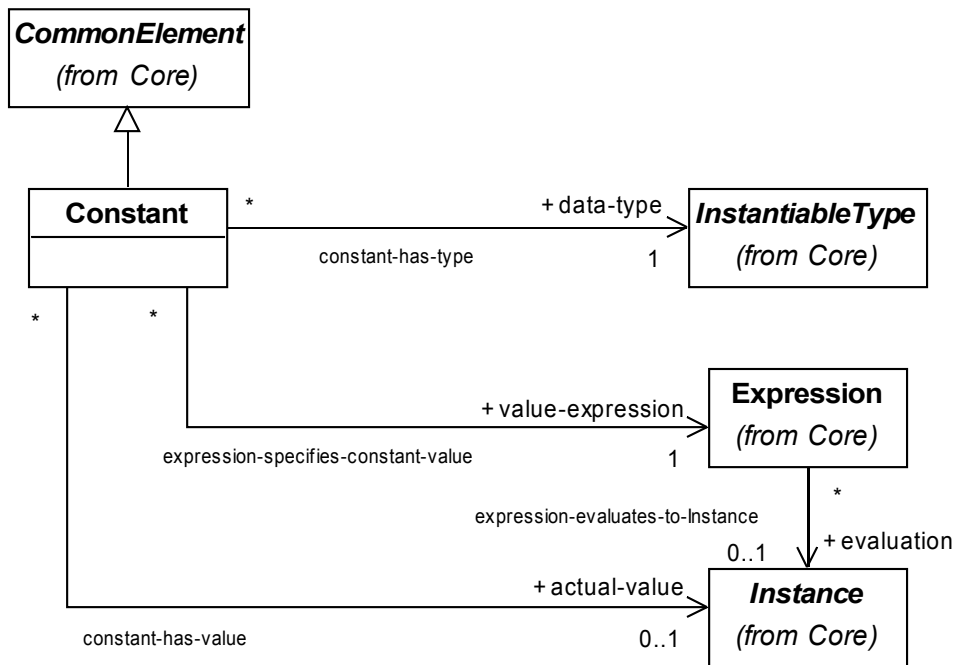 CommonElement
(from Core)
Constant
*
+ data-type
InstantiableType
(from Core)
constant-has-type
1
*
*
+ value-expression
Expression
(from Core)
expression-specifies-constant-value
1
*
expression-evaluates-to-Instance
+ evaluation
0..1
+ actual-value
Instance
(from Core)
constant-has-value
0..1